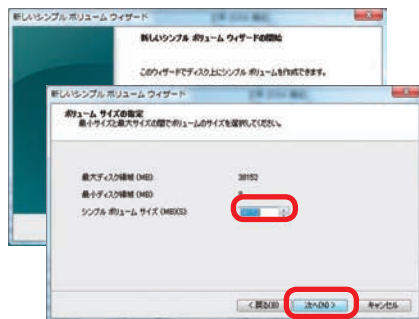 新しいシンプル ボリューム ウィザード
新しいシンプル ボリューム ウィザードの開始
このウィザードでディスク上にシンプル ボリュームを作成できます。
新しいシンプル ボリューム ウィザード
ボリューム サイズの指定
最小サイズと最大サイズの間でボリュームのサイズを選択してください。
最大ディスク領域 (MB): 38152
最小ディスク領域 (MB): 8
シンプル ボリューム サイズ (MB)(S):
< 戻る(B) 次へ(N) > キャンセル